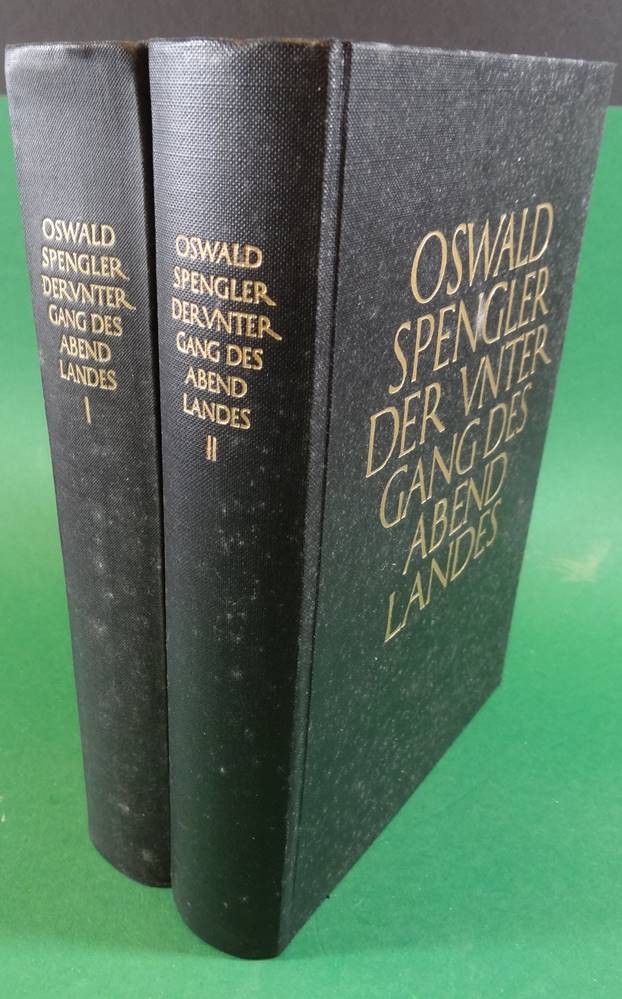 OSWALD
SPENGLER
DER VNTER
GANG DES
ABEND
LANDES
I
OSWALD
SPENGLER
DER VNTER
GANG DES
ABEND
LANDES
II
OSWALD
SPENGLER
DER VNTER
GANG DES
ABEND
LANDES